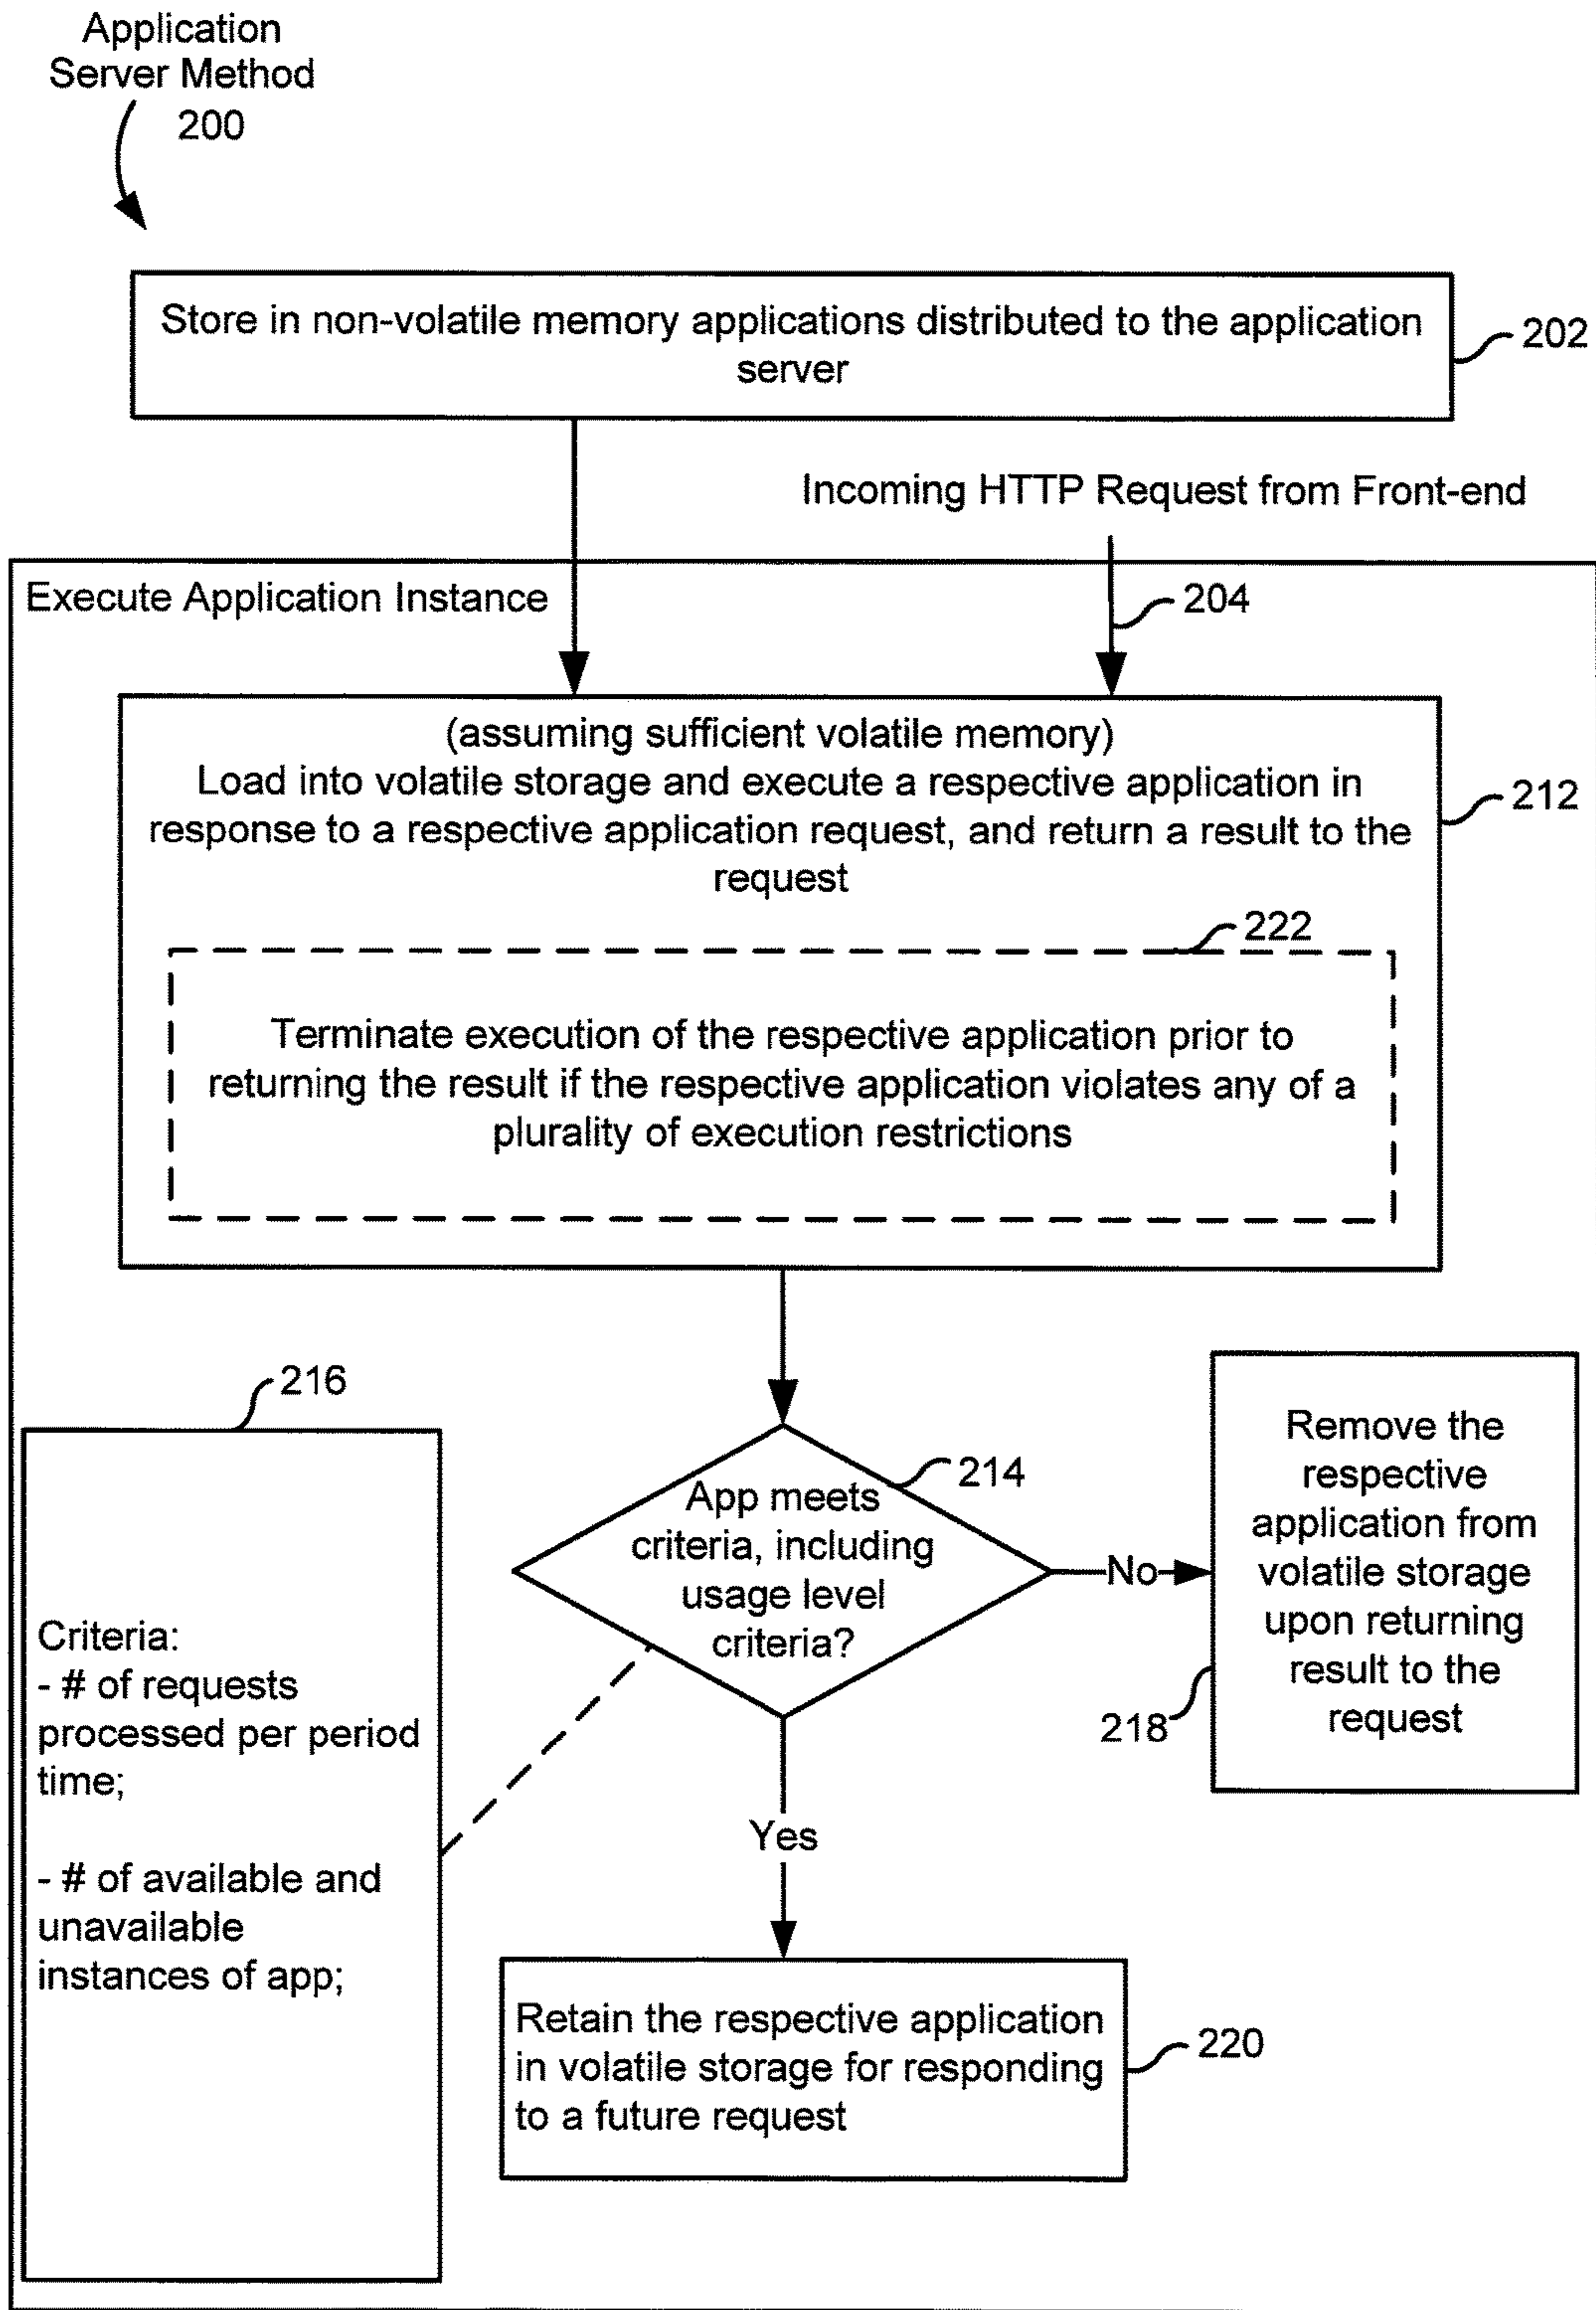 Application
Server Method
200
Store in non-volatile memory applications distributed to the application
server
202
Incoming HTTP Request from Front-end
Execute Application Instance
204
(assuming sufficient volatile memory)
Load into volatile storage and execute a respective application in
response to a respective application request, and return a result to the
request
212
222
Terminate execution of the respective application prior to
returning the result if the respective application violates any of a
plurality of execution restrictions
216
Criteria:
- # of requests
processed per period
time;
- # of available and
unavailable
instances of app;
214
App meets
criteria, including
usage level
criteria?
No
Remove the
respective
application from
volatile storage
upon returning
result to the
request
218
Yes
Retain the respective application
in volatile storage for responding
to a future request
220